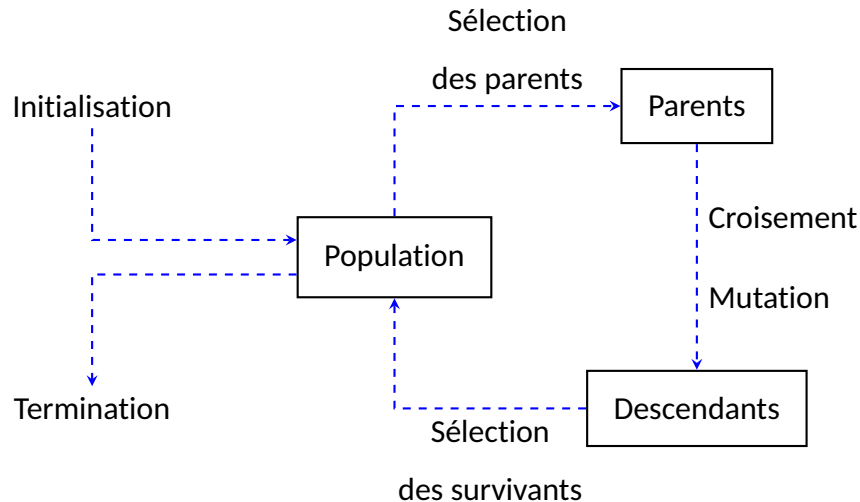 Sélection
des parents
Initialisation
Parents
Croisement
Population
Mutation
Termination
Descendants
Sélection
des survivants